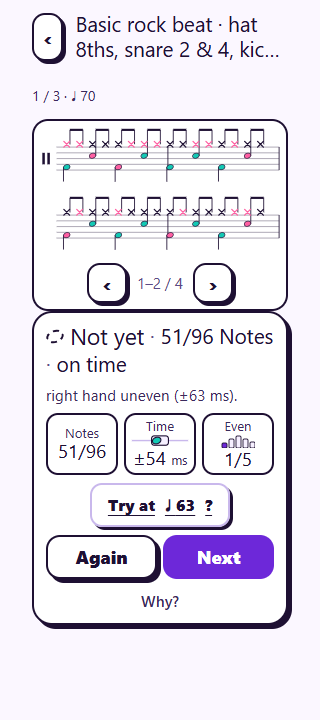 Basic rock beat · hat
8ths, snare 2 & 4, kic…
1 / 3 · ♩ 70
1–2 / 4
Not yet · 51/96 Notes
· on time
right hand uneven (±63 ms).
Notes
51/96
Time
±54 ms
Even
1/5
Try at ♩ 63 ?
Again
Next
Why?